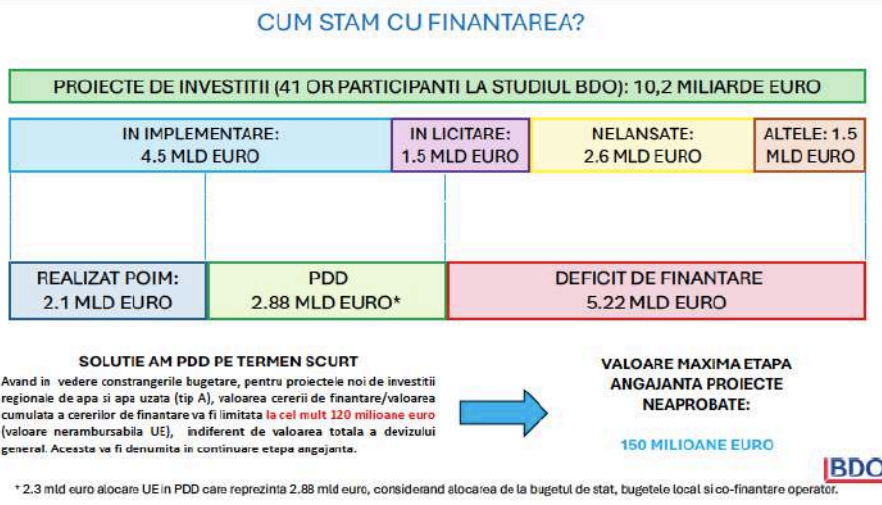 CUM STAM CU FINANTAREA?
PROIECTE DE INVESTITII (41 OR PARTICIPANTI LA STUDIUL BDO): 10,2 MILIARDE EURO
IN IMPLEMENTARE:
4.5 MLD EURO
IN LICITARE:
1.5 MLD EURO
NELANSATE:
2.6 MLD EURO
ALTELE: 1.5
MLD EURO
REALIZAT POIM:
2.1 MLD EURO
PDD
2.88 MLD EURO*
DEFICIT DE FINANTARE
5.22 MLD EURO
SOLUTIE AM PDD PE TERMEN SCURT
Avand in vedere constrangerile bugetare, pentru proiectele noi de investitii
regionale de apa si apa uzata (tip A), valoarea cererii de finantare/valoarea
cumulata a cererilor de finantare va fi limitata la cel mult 120 milioane euro
(valoare nerambursabila UE), indiferent de valoarea totala a devizului
general. Aceasta va fi denumita in continuare etapa angajanta.
VALOARE MAXIMA ETAPA
ANGAJANTA PROIECTE
NEAPROBATE:
150 MILIOANE EURO
BDO
* 2.3 mld euro alocare UE in PDD care reprezinta 2.88 mld euro, considerand alocarea de la bugetul de stat, bugetele local si co-finantare operator.